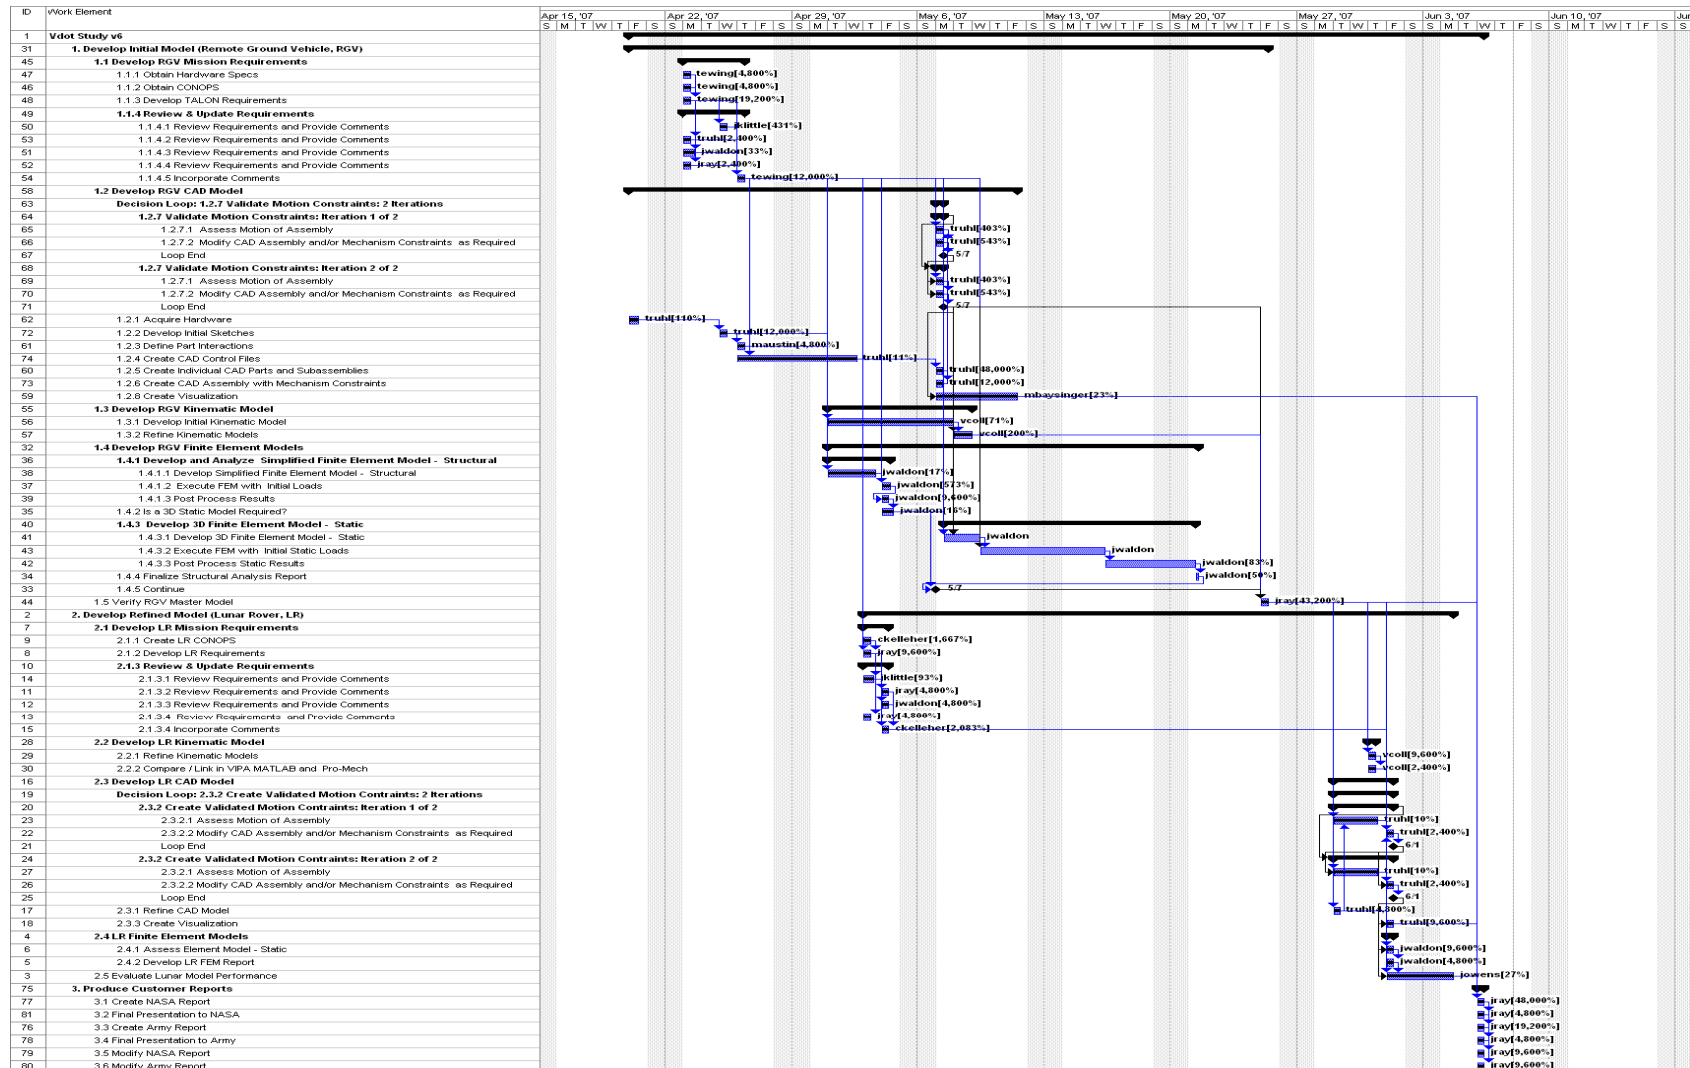 ID Work Element Apr 15, '07 Apr 22, '07 Apr 29, '07 May 6, '07 May 13, '07 May 20, '07 May 27, '07 Jun 3, '07 Jun 10, '07
S M T W T F S S M T W T F S S M T W T F S S M T W T F S S M T W T F S S M T W T F S S M T W T F S S M T W T F S S M T W T F S S
1 Vdot Study v6
31 1. Develop Initial Model (Remote Ground Vehicle, RGV)
45 1.1 Develop RGV Mission Requirements
47 1.1.1 Obtain Hardware Specs tewing[4,800%]
46 1.1.2 Obtain CONOPS tewing[4,800%]
48 1.1.3 Develop TALON Requirements tewing[19,200%]
49 1.1.4 Review & Update Requirements
50 1.1.4.1 Review Requirements and Provide Comments jklittle[431%]
53 1.1.4.2 Review Requirements and Provide Comments truhl[2,400%]
51 1.1.4.3 Review Requirements and Provide Comments jwaldon[33%]
52 1.1.4.4 Review Requirements and Provide Comments jray[2,400%]
54 1.1.4.5 Incorporate Comments tewing[12,000%]
58 1.2 Develop RGV CAD Model
63 Decision Loop: 1.2.7 Validate Motion Constraints: 2 Iterations
64 1.2.7 Validate Motion Constraints: Iteration 1 of 2
65 1.2.7.1 Assess Motion of Assembly truhl[403%]
66 1.2.7.2 Modify CAD Assembly and/or Mechanism Constraints as Required truhl[543%]
67 Loop End 5/7
68 1.2.7 Validate Motion Constraints: Iteration 2 of 2
69 1.2.7.1 Assess Motion of Assembly truhl[403%]
70 1.2.7.2 Modify CAD Assembly and/or Mechanism Constraints as Required truhl[543%]
71 Loop End 5/7
62 1.2.1 Acquire Hardware truhl[110%]
72 1.2.2 Develop Initial Sketches truhl[12,000%]
61 1.2.3 Define Part Interactions maustin[4,800%]
74 1.2.4 Create CAD Control Files truhl[11%]
60 1.2.5 Create Individual CAD Parts and Subassemblies truhl[48,000%]
73 1.2.6 Create CAD Assembly with Mechanism Constraints truhl[12,000%]
59 1.2.8 Create Visualization mbaysinger[23%]
55 1.3 Develop RGV Kinematic Model
56 1.3.1 Develop Initial Kinematic Model vcoll[71%]
57 1.3.2 Refine Kinematic Models vcoll[200%]
32 1.4 Develop RGV Finite Element Models
36 1.4.1 Develop and Analyze Simplified Finite Element Model - Structural
38 1.4.1.1 Develop Simplified Finite Element Model - Structural jwaldon[17%]
37 1.4.1.2 Execute FEM with Initial Loads jwaldon[573%]
39 1.4.1.3 Post Process Results jwaldon[9,600%]
35 1.4.2 Is a 3D Static Model Required? jwaldon[16%]
40 1.4.3 Develop 3D Finite Element Model - Static
41 1.4.3.1 Develop 3D Finite Element Model - Static jwaldon
43 1.4.3.2 Execute FEM with Initial Static Loads jwaldon
42 1.4.3.3 Post Process Static Results jwaldon[83%]
34 1.4.4 Finalize Structural Analysis Report jwaldon[50%]
33 1.4.5 Continue 5/7
44 1.5 Verify RGV Master Model jray[43,200%]
2 2. Develop Refined Model (Lunar Rover, LR)
7 2.1 Develop LR Mission Requirements
9 2.1.1 Create LR CONOPS ckelleher[1,667%]
8 2.1.2 Develop LR Requirements jray[9,600%]
10 2.1.3 Review & Update Requirements
14 2.1.3.1 Review Requirements and Provide Comments jklittle[93%]
11 2.1.3.2 Review Requirements and Provide Comments jray[4,800%]
12 2.1.3.3 Review Requirements and Provide Comments jwaldon[4,800%]
13 2.1.3.4 Review Requirements and Provide Comments jray[4,800%]
15 2.1.3.4 Incorporate Comments ckelleher[2,083%]
28 2.2 Develop LR Kinematic Model
29 2.2.1 Refine Kinematic Models vcoll[9,600%]
30 2.2.2 Compare / Link in VIPA MATLAB and Pro-Mech vcoll[2,400%]
16 2.3 Develop LR CAD Model
19 Decision Loop: 2.3.2 Create Validated Motion Contraints: 2 Iterations
20 2.3.2 Create Validated Motion Contraints: Iteration 1 of 2
23 2.3.2.1 Assess Motion of Assembly truhl[10%]
22 2.3.2.2 Modify CAD Assembly and/or Mechanism Constraints as Required truhl[2,400%]
21 Loop End 6/1
24 2.3.2 Create Validated Motion Contraints: Iteration 2 of 2
27 2.3.2.1 Assess Motion of Assembly truhl[10%]
26 2.3.2.2 Modify CAD Assembly and/or Mechanism Constraints as Required truhl[2,400%]
25 Loop End 6/1
17 2.3.1 Refine CAD Model truhl[4,800%]
18 2.3.3 Create Visualization truhl[9,600%]
4 2.4 LR Finite Element Models
6 2.4.1 Assess Element Model - Static jwaldon[9,600%]
5 2.4.2 Develop LR FEM Report jwaldon[4,800%]
3 2.5 Evaluate Lunar Model Performance jowens[27%]
75 3. Produce Customer Reports
77 3.1 Create NASA Report jray[48,000%]
81 3.2 Final Presentation to NASA jray[4,800%]
76 3.3 Create Army Report jray[19,200%]
78 3.4 Final Presentation to Army jray[4,800%]
79 3.5 Modify NASA Report jray[9,600%]
80 3.6 Modify Army Report jray[9,600%]